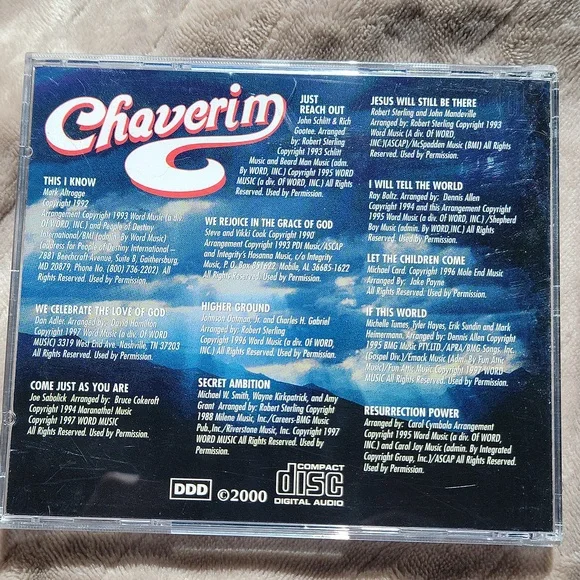 Chaverim
THIS I KNOW
Mark Altrogge
Copyright 1992
Arrangement Copyright 1993 Word Music (a div.
Of WORD, INC.) and People of Destiny
International/BMI (adm. By Word Music)
(address for People of Destiny International—
7881 Beechcraft Avenue, Suite B, Gaithersburg,
MD 20879, Phone No. (800) 736-2202). All
Rights Reserved. Used by Permission.
WE CELEBRATE THE LOVE OF GOD
Dan Adler. Arranged by: David Hamilton
Copyright 1997 Word Music (a div. Of WORD
MUSIC) 3319 West End Ave. Nashville, TN 37203
All Rights Reserved. Used by Permission.
COME JUST AS YOU ARE
Joe Sabolick Arranged by: Bruce Cokeroft
Copyright 1994 Maranatha! Music
Copyright 1997 WORD MUSIC
All Rights Reserved. Used by Permission.
JUST
REACH OUT
John Schlitt & Rich
Gootee. Arranged
by: Robert Sterling
Copyright 1993 Schlitt
Music and Beard Man Music (adm.
By WORD, INC.) Copyright 1995 WORD
MUSIC (a div. Of WORD, INC.) All Rights
Reserved. Used by Permission.
WE REJOICE IN THE GRACE OF GOD
Steve and Vikki Cook Copyright 1990
Arrangement Copyright 1993 PDI Music/ASCAP
and Integrity's Hosanna Music, c/o Integrity
Music, P. O. Box 851622, Mobile, AL 36685-1622
All Rights Reserved. Used by Permission.
HIGHER GROUND
Johnson Oatman, Jr. and Charles H. Gabriel
Arranged by: Robert Sterling
Copyright 1996 Word Music (a div. Of WORD,
INC.) All Rights Reserved. Used by Permission.
SECRET AMBITION
Michael W. Smith, Wayne Kirkpatrick, and Amy
Grant Arranged by: Robert Sterling Copyright
1988 Milene Music, Inc./Careers-BMG Music
Pub.,Inc/Riverstone Music, Inc. Copyright 1997
WORD MUSIC All Rights Reserved. Used by
Permission.
JESUS WILL STILL BE THERE
Robert Sterling and John Mandeville
Arranged by: Robert Sterling Copyright 1993
Word Music (a div. Of WORD,
INC.)(ASCAP)/McSpadden Music (BMI) All Rights
Reserved. Used by Permission.
I WILL TELL THE WORLD
Ray Boltz. Arranged by: Dennis Allen
Copyright 1994 and this Arrangement Copyright
1995 Word Music (a div. Of WORD, INC.)/Shepherd
Boy Music (a div. Of WORD, INC.) All Rights
Reserved. Used by Permission.
LET THE CHILDREN COME
Michael Card. Copyright 1996 Mole End Music
Arranged By: Jake Payne
All Rights Reserved. Used by Permission.
IF THIS WORLD
Michelle Tumes, Tyler Hayes, Erik Sundin and Mark
Heimermann. Arranged by: Dennis Allen Copyright
1995 BMG Music PTY.LTD./APRA/BMG Songs, Inc.
(Gospel Div.)/Emack Music (Adm. By Fun Attic
Music)/Fun Attic Music Copyright 1997 WORD
MUSIC All Rights Reserved. Used by Permission.
RESURRECTION POWER
Arranged by: Carol Cymbala Arrangement
Copyright 1995 Word Music (a div. Of WORD,
INC.) and Carol Joy Music (admin. By Integrated
Copyright Group, Inc.)/ASCAP All Rights Reserved.
Used by Permission.
DDD ©2000
COMPACT
disc
DIGITAL AUDIO